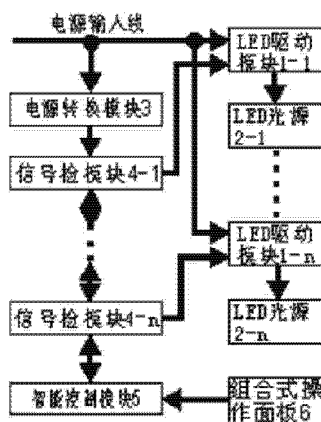 电源输入线
LED驱动
模块1-1
电源转换模块3
LED光源
2-1
信号检模块4-1
LED驱动
模块1-n
信号检模块4-n
LED光源
2-n
智能控制模块5
组合式操
作面板6